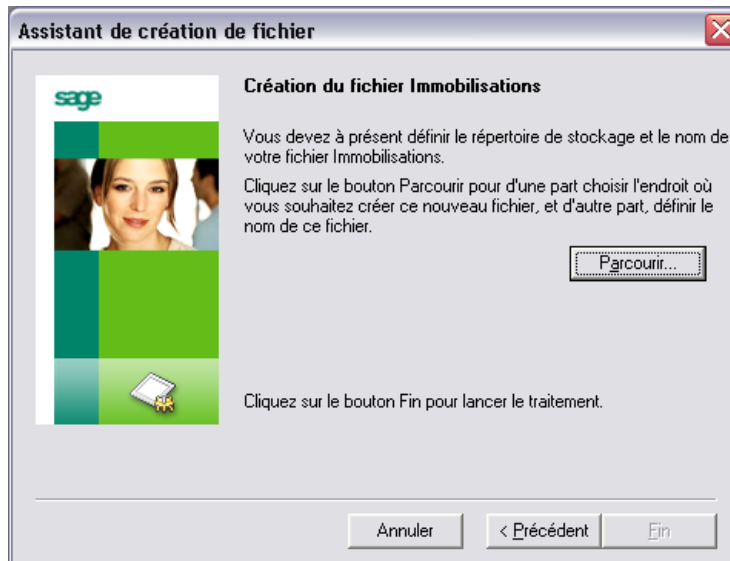 Assistant de création de fichier
sage
Création du fichier Immobilisations
Vous devez à présent définir le répertoire de stockage et le nom de
votre fichier Immobilisations.
Cliquez sur le bouton Parcourir pour d'une part choisir l'endroit où
vous souhaitez créer ce nouveau fichier, et d'autre part, définir le
nom de ce fichier.
Parcourir...
Cliquez sur le bouton Fin pour lancer le traitement.
Annuler
< Précédent
Fin